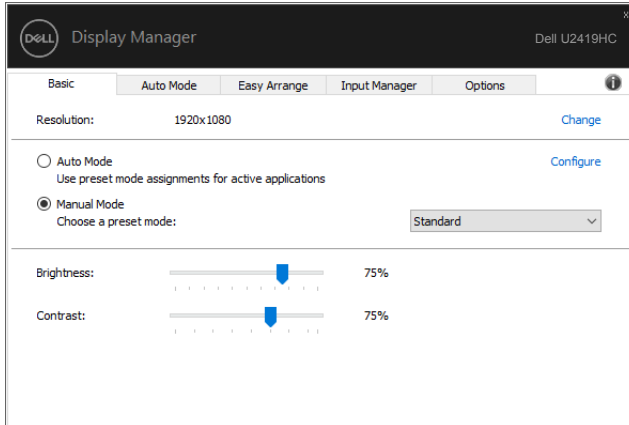 x
DELL Display Manager
Dell U2419HC
Basic Auto Mode Easy Arrange Input Manager Options i
Resolution: 1920x1080 Change
Auto Mode Configure
Use preset mode assignments for active applications
Manual Mode
Choose a preset mode: Standard
Brightness: 75%
Contrast: 75%